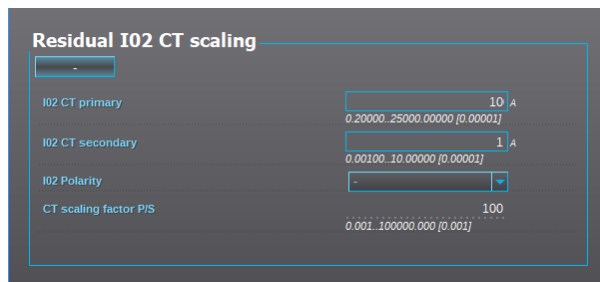 Residual I02 CT scaling
-
I02 CT primary 10 A
0.20000..25000.00000 [0.00001]
I02 CT secondary 1 A
0.00100..10.00000 [0.00001]
I02 Polarity -
CT scaling factor P/S 100
0.001..100000.000 [0.001]